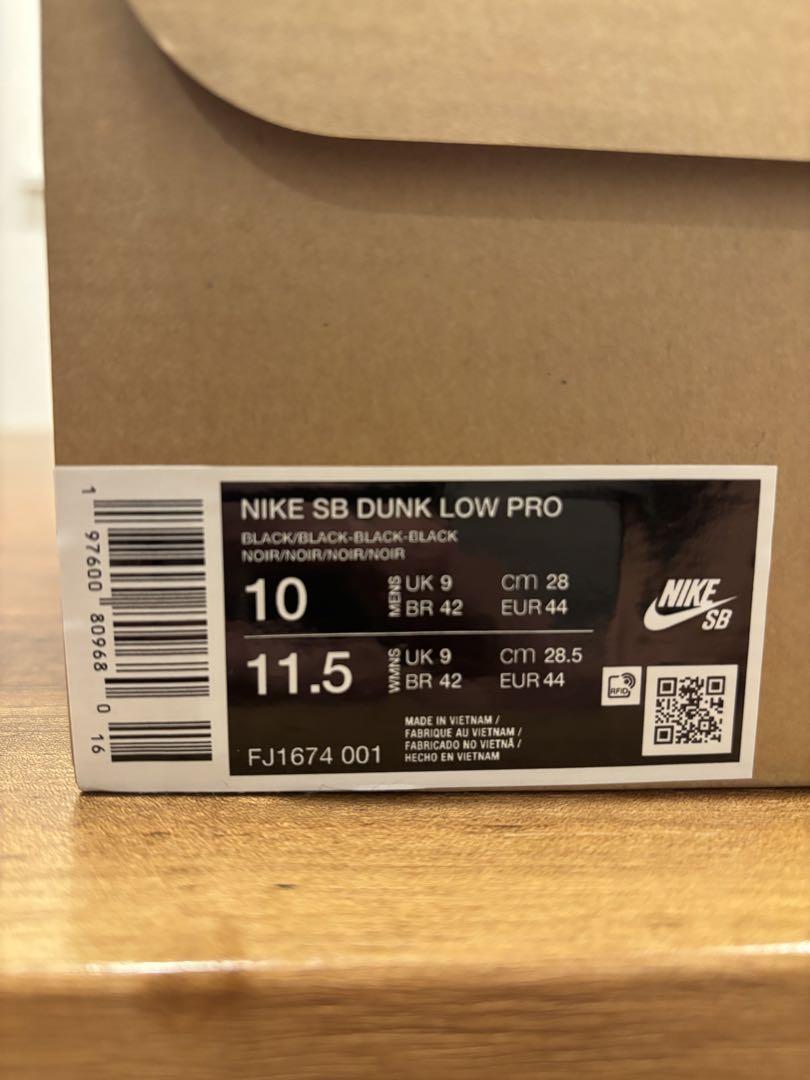 NIKE SB DUNK LOW PRO
BLACK/BLACK-BLACK-BLACK
NOIR/NOIR/NOIR/NOIR
10
MENS
UK 9 cm 28
BR 42 EUR 44
11.5
WMNS
UK 9 cm 28.5
BR 42 EUR 44
NIKE
SB
RFID
FJ1674 001
MADE IN VIETNAM /
FABRIQUE AU VIETNAM /
FABRICADO NO VIETNÃ /
HECHO EN VIETNAM
1 97600 80968 0 16